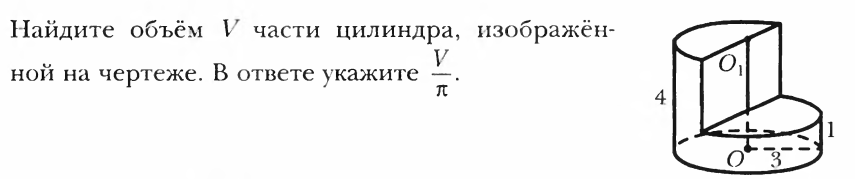 Найдите объём V части цилиндра, изображён-
ной на чертеже. В ответе укажите V/π.
O₁
4
1
O 3